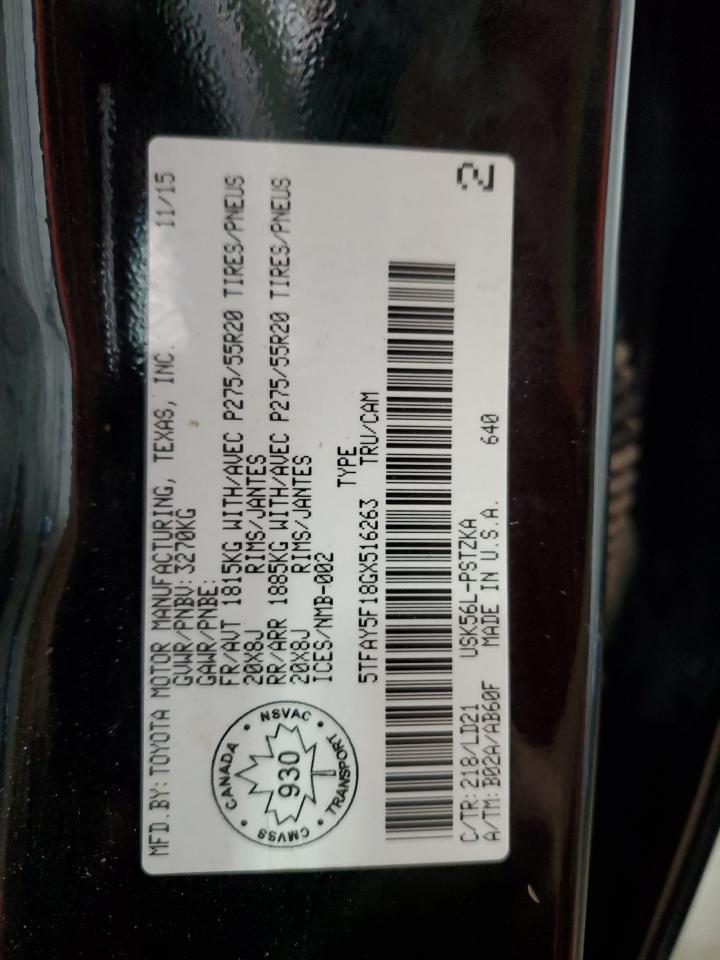 MFD.BY:TOYOTA MOTOR MANUFACTURING, TEXAS, INC. 11/15
GVWR/PNBV:3270KG
GAWR/PNBE:
FR/AVT 1815KG WITH/AVEC P275/55R20 TIRES/PNEUS
20X8J RIMS/JANTES
RR/ARR 1885KG WITH/AVEC P275/55R20 TIRES/PNEUS
20X8J RIMS/JANTES
ICES/NMB-002
CANADA • NSVAC • TRANSPORT • CMVSS •
930
TYPE
5TFAY5F18GX516263 TRU/CAM
C/TR:218/LD21 USK56L-PSTZKA
A/TM:B02A/AB60F MADE IN U.S.A. 640
2